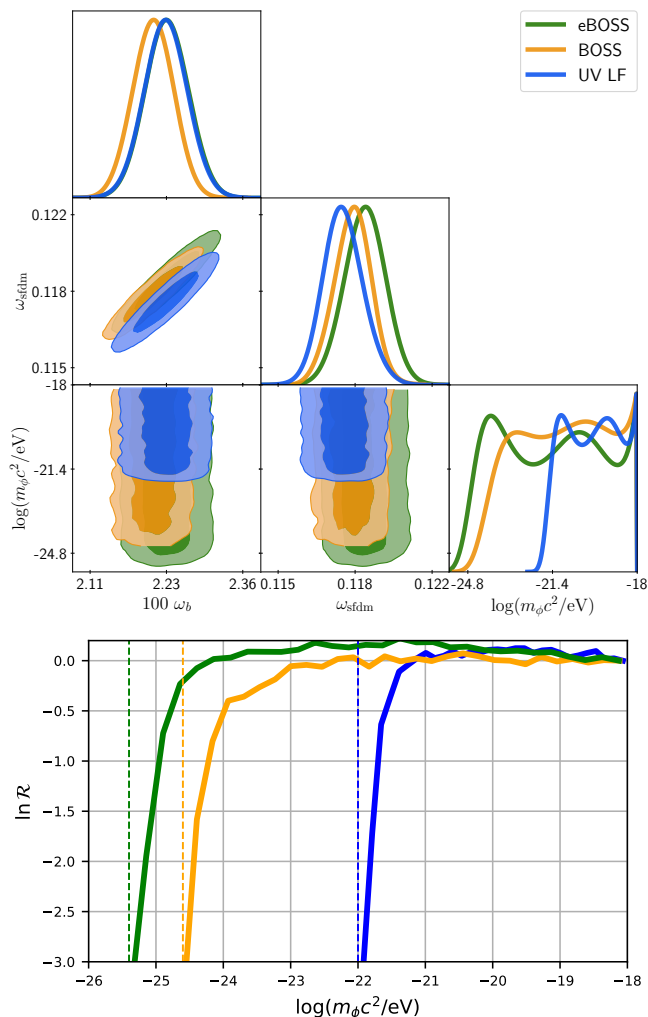 eBOSS
BOSS
UV LF
0.122
0.118
0.115
ω_sfdm
-18
-21.4
-24.8
log(m_ϕc²/eV)
2.11 2.23 2.36
100 ω_b
0.115 0.118 0.122
ω_sfdm
−24.8 −21.4 −18
log(m_ϕc²/eV)
0.0
−0.5
−1.0
−1.5
−2.0
−2.5
−3.0
ln ℛ
−26 −25 −24 −23 −22 −21 −20 −19 −18
log(m_ϕc²/eV)